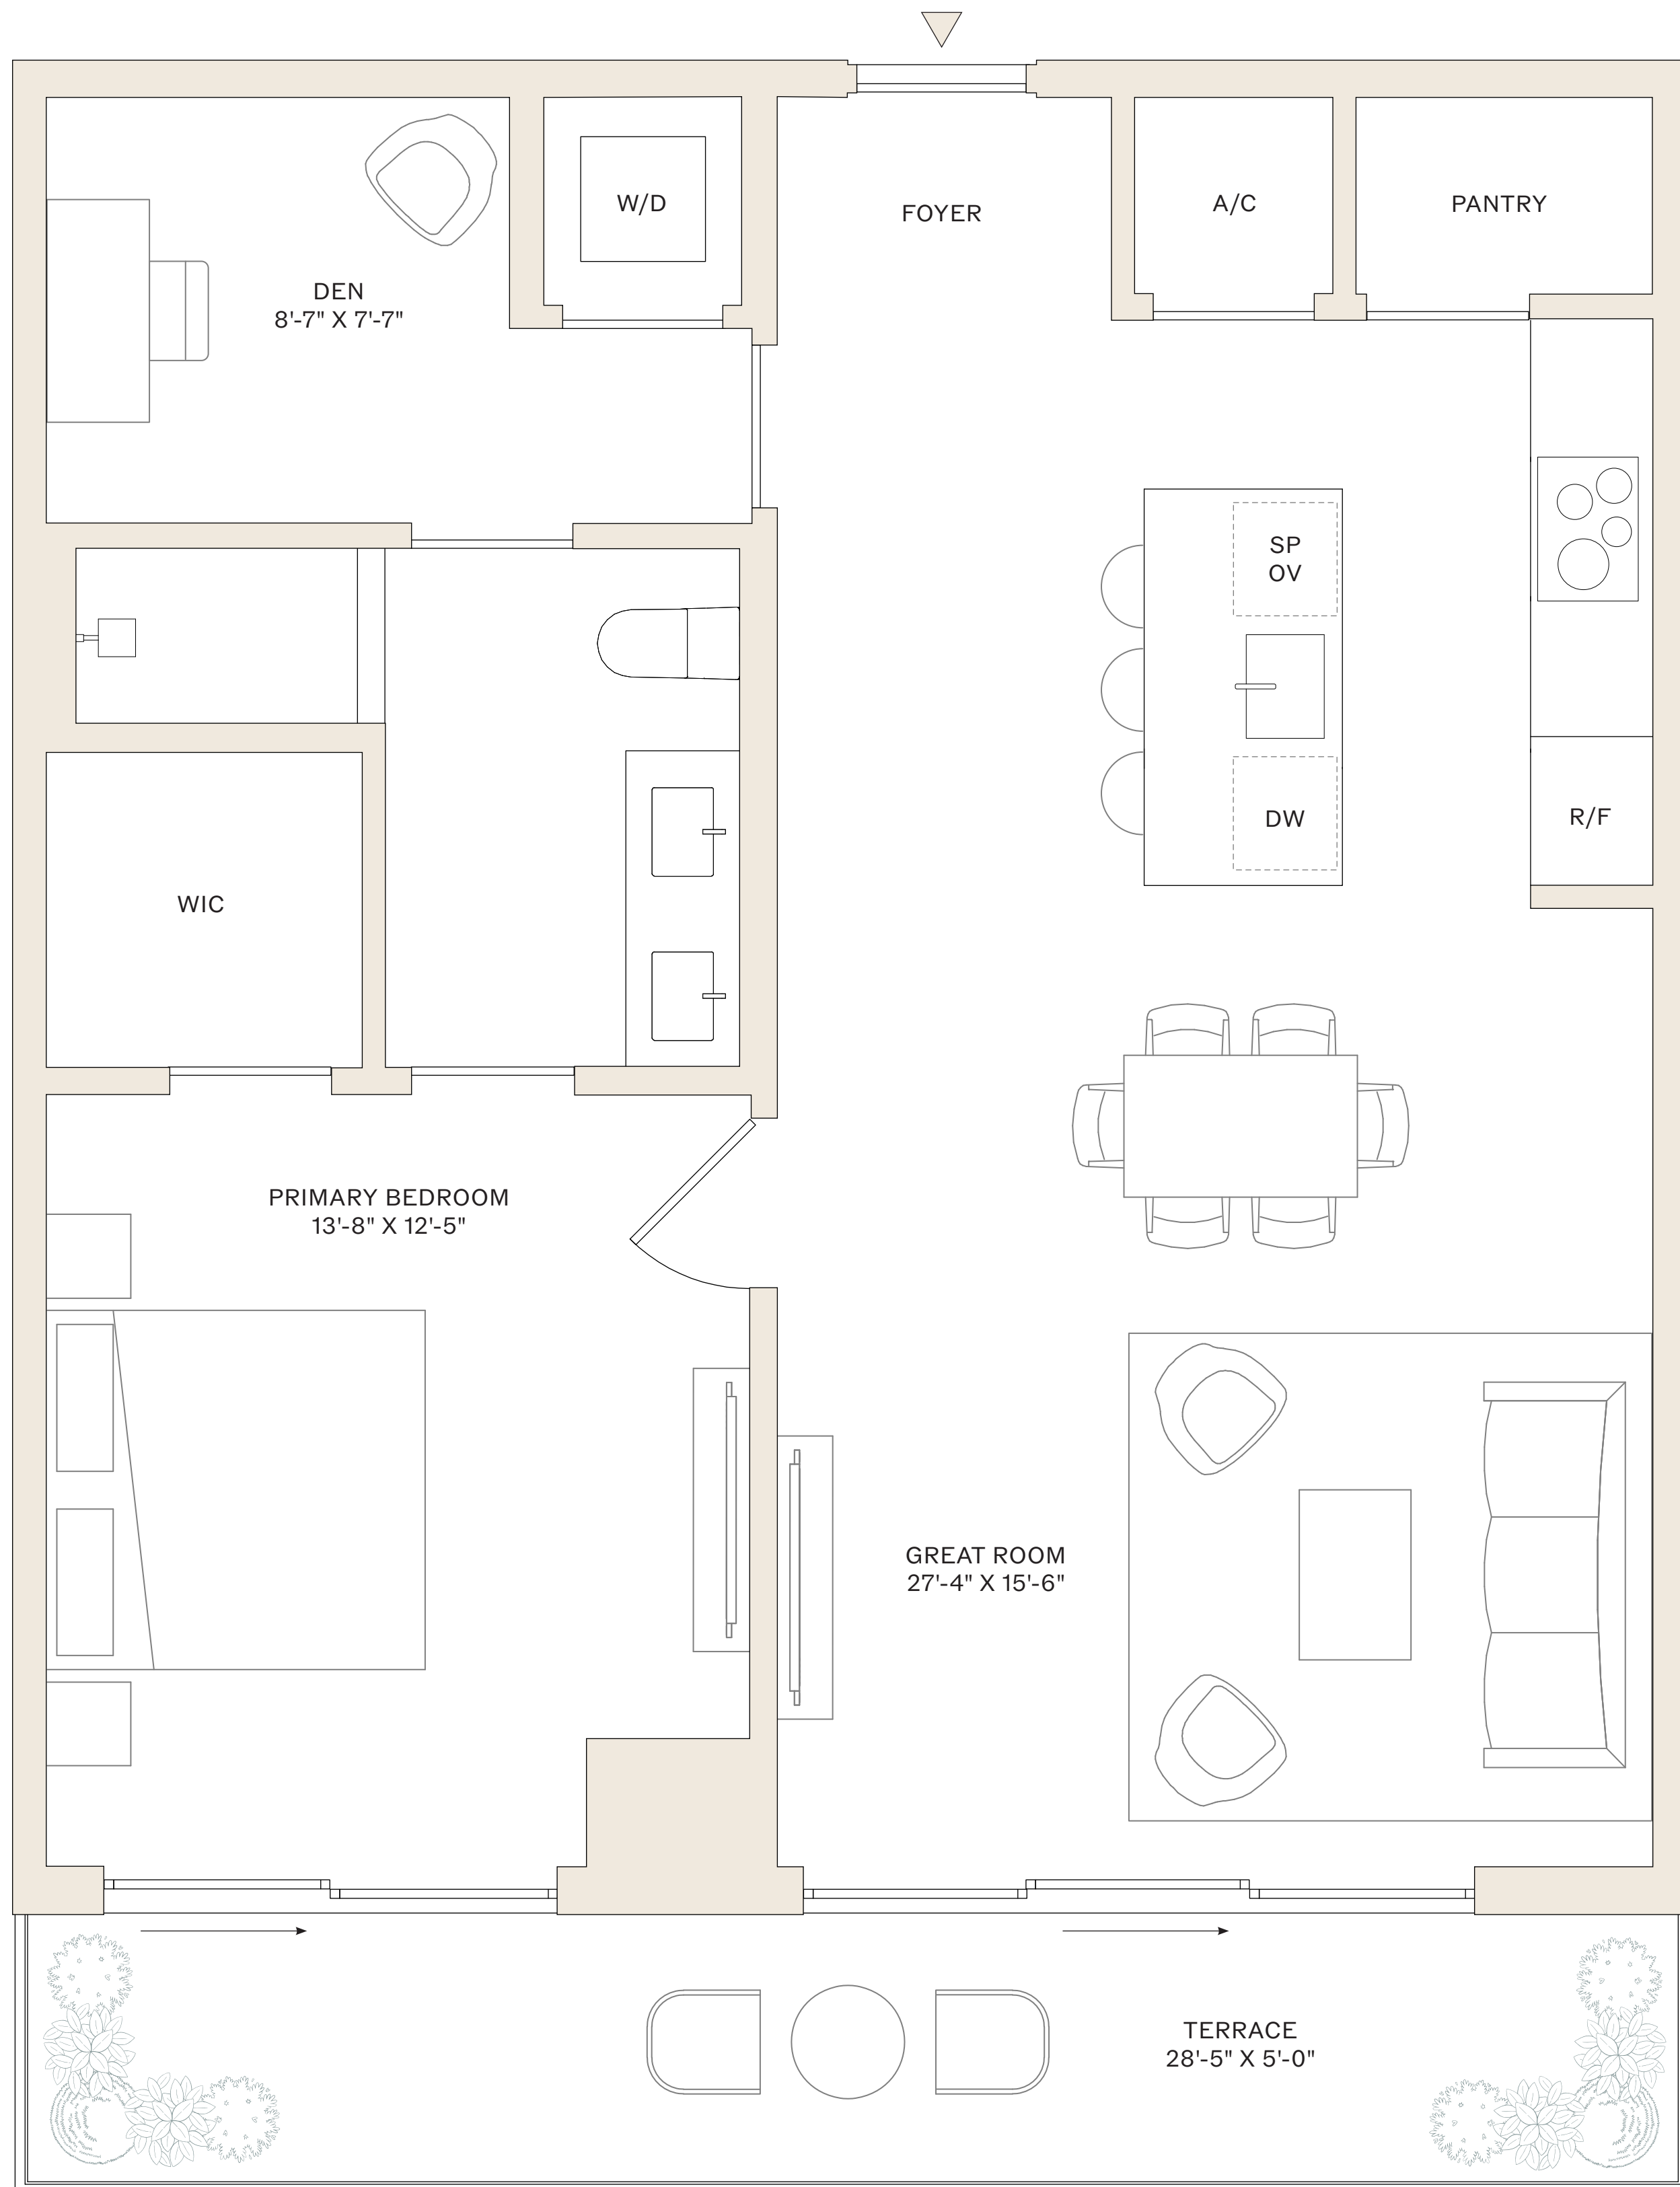 W/D
FOYER
A/C
PANTRY
DEN
8'-7" X 7'-7"
SP
OV
DW
R/F
WIC
PRIMARY BEDROOM
13'-8" X 12'-5"
GREAT ROOM
27'-4" X 15'-6"
TERRACE
28'-5" X 5'-0"